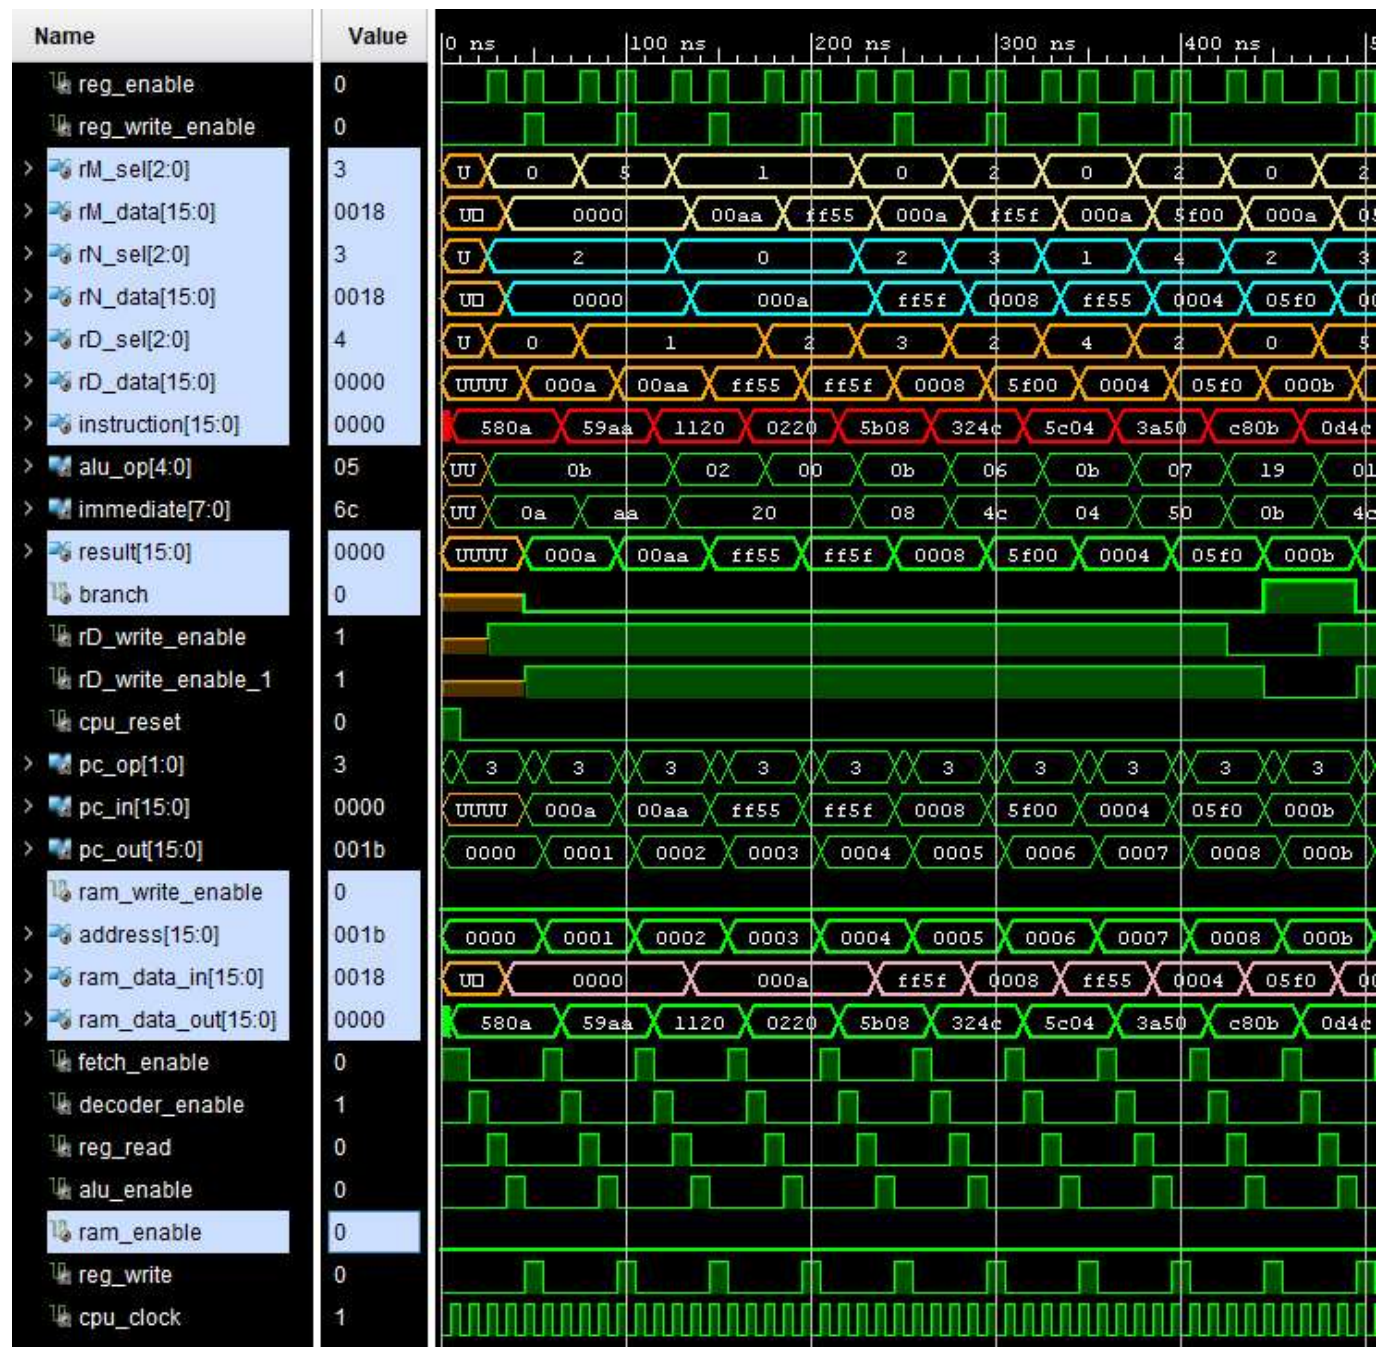 Name Value 0 ns 100 ns 200 ns 300 ns 400 ns 5
reg_enable 0
reg_write_enable 0
> rM_sel[2:0] 3 U 0 5 1 0 2 0 2 0 2
> rM_data[15:0] 0018 U 0000 00aa ff55 000a ff5f 000a 5f00 000a 05
> rN_sel[2:0] 3 U 2 0 2 3 1 4 2 3
> rN_data[15:0] 0018 U 0000 000a ff5f 0008 ff55 0004 05f0 00
> rD_sel[2:0] 4 U 0 1 2 3 2 4 2 0 5
> rD_data[15:0] 0000 UUUU 000a 00aa ff55 ff5f 0008 5f00 0004 05f0 000b
> instruction[15:0] 0000 580a 59aa 1120 0220 5b08 324c 5c04 3a50 c80b 0d4c
> alu_op[4:0] 05 UU 0b 02 00 0b 06 0b 07 19 01
> immediate[7:0] 6c UU 0a aa 20 08 4c 04 50 0b 4c
> result[15:0] 0000 UUUU 000a 00aa ff55 ff5f 0008 5f00 0004 05f0 000b
branch 0
rD_write_enable 1
rD_write_enable_1 1
cpu_reset 0
> pc_op[1:0] 3 3 3 3 3 3 3 3 3 3 3
> pc_in[15:0] 0000 UUUU 000a 00aa ff55 ff5f 0008 5f00 0004 05f0 000b
> pc_out[15:0] 001b 0000 0001 0002 0003 0004 0005 0006 0007 0008 000b
ram_write_enable 0
> address[15:0] 001b 0000 0001 0002 0003 0004 0005 0006 0007 0008 000b
> ram_data_in[15:0] 0018 U 0000 000a ff5f 0008 ff55 0004 05f0 00
> ram_data_out[15:0] 0000 580a 59aa 1120 0220 5b08 324c 5c04 3a50 c80b 0d4c
fetch_enable 0
decoder_enable 1
reg_read 0
alu_enable 0
ram_enable 0
reg_write 0
cpu_clock 1